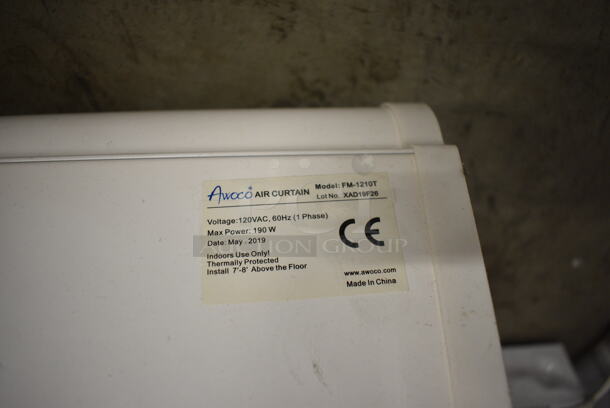 Awoco AIR CURTAIN
Model: FM-1210T
Lot No. XAD19F26
Voltage: 120VAC, 60Hz (1 Phase)
Max Power: 190 W
Date: May . 2019
Indoors Use Only!
Thermally Protected
Install 7'-8' Above the Floor
CE
www.awoco.com
Made In China
AUCTION GROUP